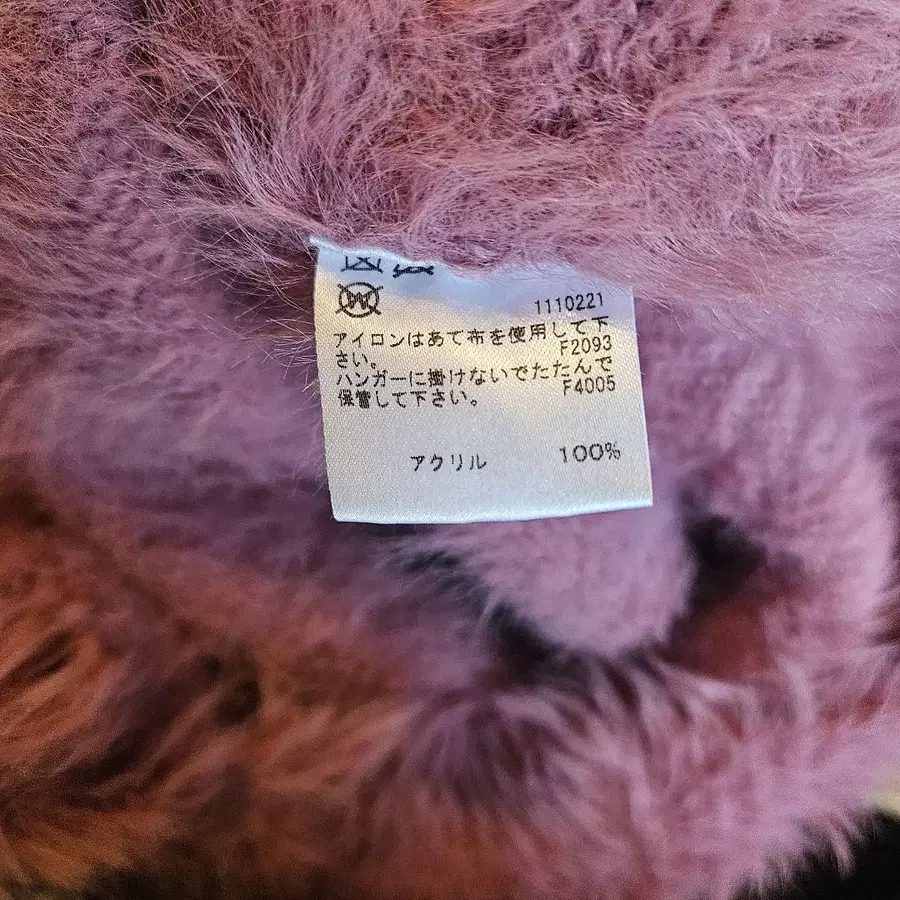 W
1110221
アイロンはあて布を使用して下
さい。 F2093
ハンガーに掛けないでたたんで
保管して下さい。 F4005
アクリル 100%